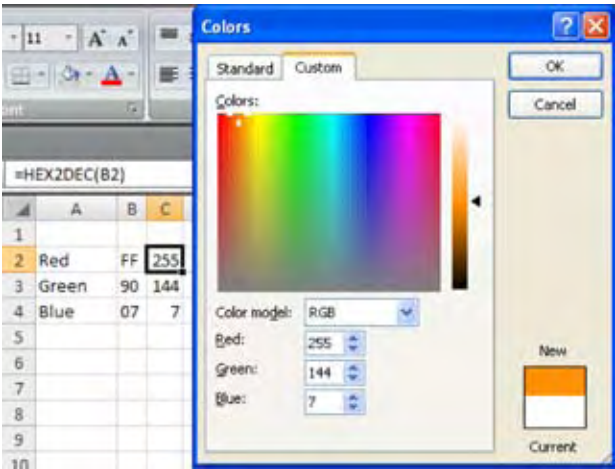 11 A A
A
ont
=HEX2DEC(B2)
A B C
1
2 Red FF 255
3 Green 90 144
4 Blue 07 7
5
6
7
8
9
10
Colors
Standard Custom
OK
Cancel
Colors:
Color model: RGB
Red: 255
Green: 144
Blue: 7
New
Current